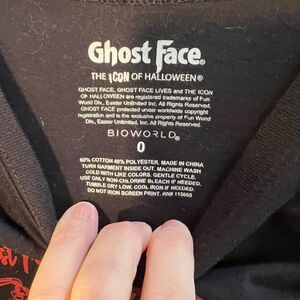 Ghost Face®
THE ICON OF HALLOWEEN®
GHOST FACE, GHOST FACE LIVES and THE ICON
OF HALLOWEEN are registered trademarks of Fun
World Div., Easter Unlimited Inc. All Rights Reserved.
GHOST FACE protected under worldwide copyright
registration and is the exclusive property of Fun World
Div., Easter Unlimited, Inc. All Rights Reserved.
BIOWORLD®
0
60% COTTON 40% POLYESTER. MADE IN CHINA
TURN GARMENT INSIDE OUT. MACHINE WASH
COLD WITH LIKE COLORS. GENTLE CYCLE.
USE ONLY NON-CHLORINE BLEACH IF NEEDED.
TUMBLE DRY LOW. COOL IRON IF NEEDED.
DO NOT IRON SCREEN PRINT. RN# 115665